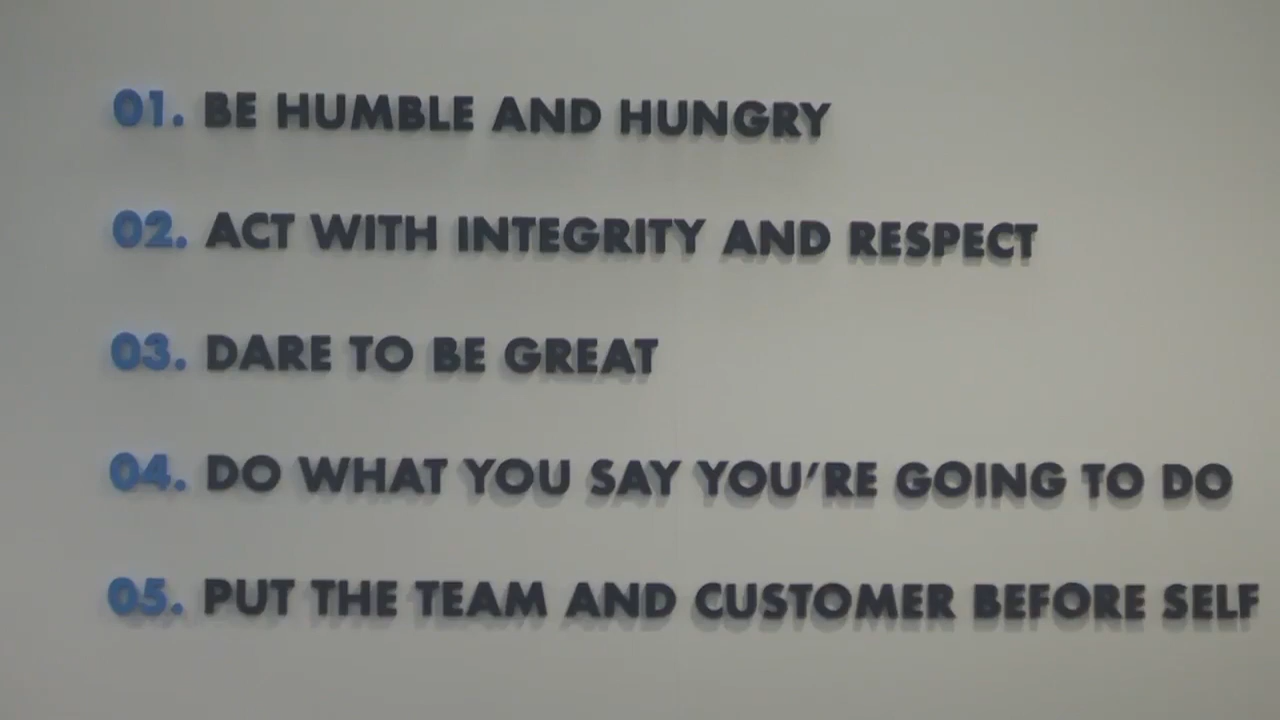 01. BE HUMBLE AND HUNGRY
02. ACT WITH INTEGRITY AND RESPECT
03. DARE TO BE GREAT
04. DO WHAT YOU SAY YOU'RE GOING TO DO
05. PUT THE TEAM AND CUSTOMER BEFORE SELF